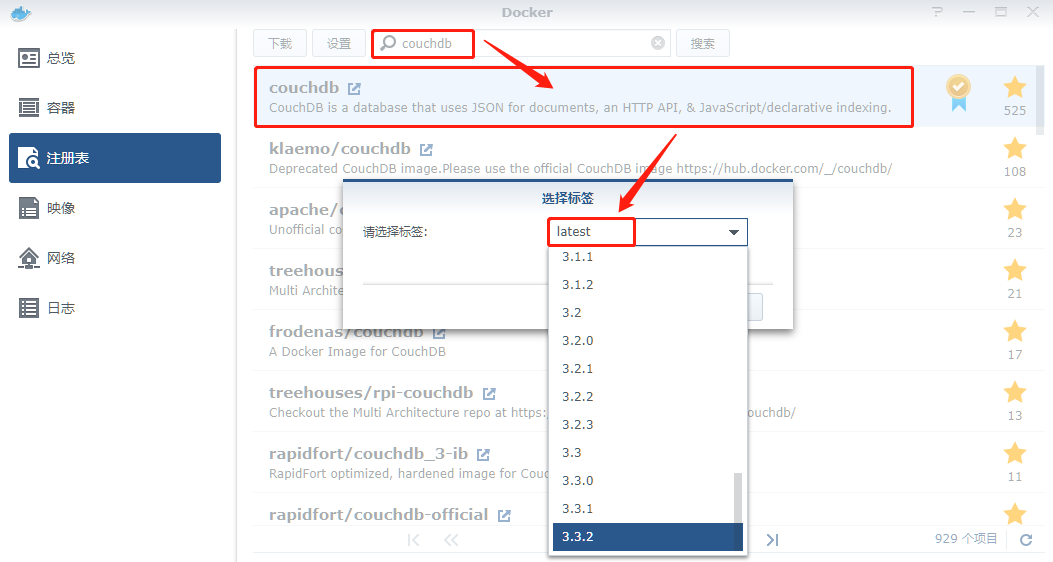 Docker
总览
容器
注册表
映像
网络
日志
下载
设置
couchdb
搜索
couchdb
CouchDB is a database that uses JSON for documents, an HTTP API, & JavaScript/declarative indexing.
525
klaemo/couchdb
Deprecated CouchDB image.Please use the official CouchDB image https://hub.docker.com/_/couchdb/
108
apache/c
Unofficial co
23
treehous
Multi Archite
21
frodenas/couchdb
A Docker Image for CouchDB
17
treehouses/rpi-couchdb
Checkout the Multi Architecture repo at https: ouchdb/
13
rapidfort/couchdb_3-ib
RapidFort optimized, hardened image for Couc
11
rapidfort/couchdb-official
929 个项目
选择标签
请选择标签:
latest
3.1.1
3.1.2
3.2
3.2.0
3.2.1
3.2.2
3.2.3
3.3
3.3.0
3.3.1
3.3.2